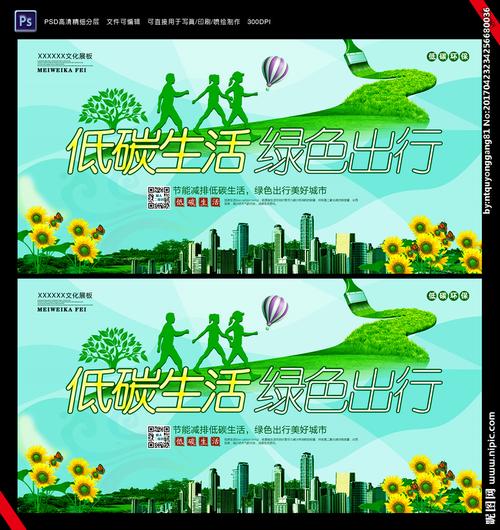 Ps PSD高清精细分层 文件可编辑 可直接用于写真/印刷/喷绘制作 300DPI
XXXXXX文化展板
MEIWEIKA FEI
低碳环保
低碳生活 绿色出行
节能减排低碳生活，绿色出行美好城市
低碳生活
XXXXXX文化展板
MEIWEIKA FEI
低碳环保
低碳生活 绿色出行
节能减排低碳生活，绿色出行美好城市
低碳生活
by:ntquyonggang81 No:20170423234256680036
昵图网 www.nipic.com